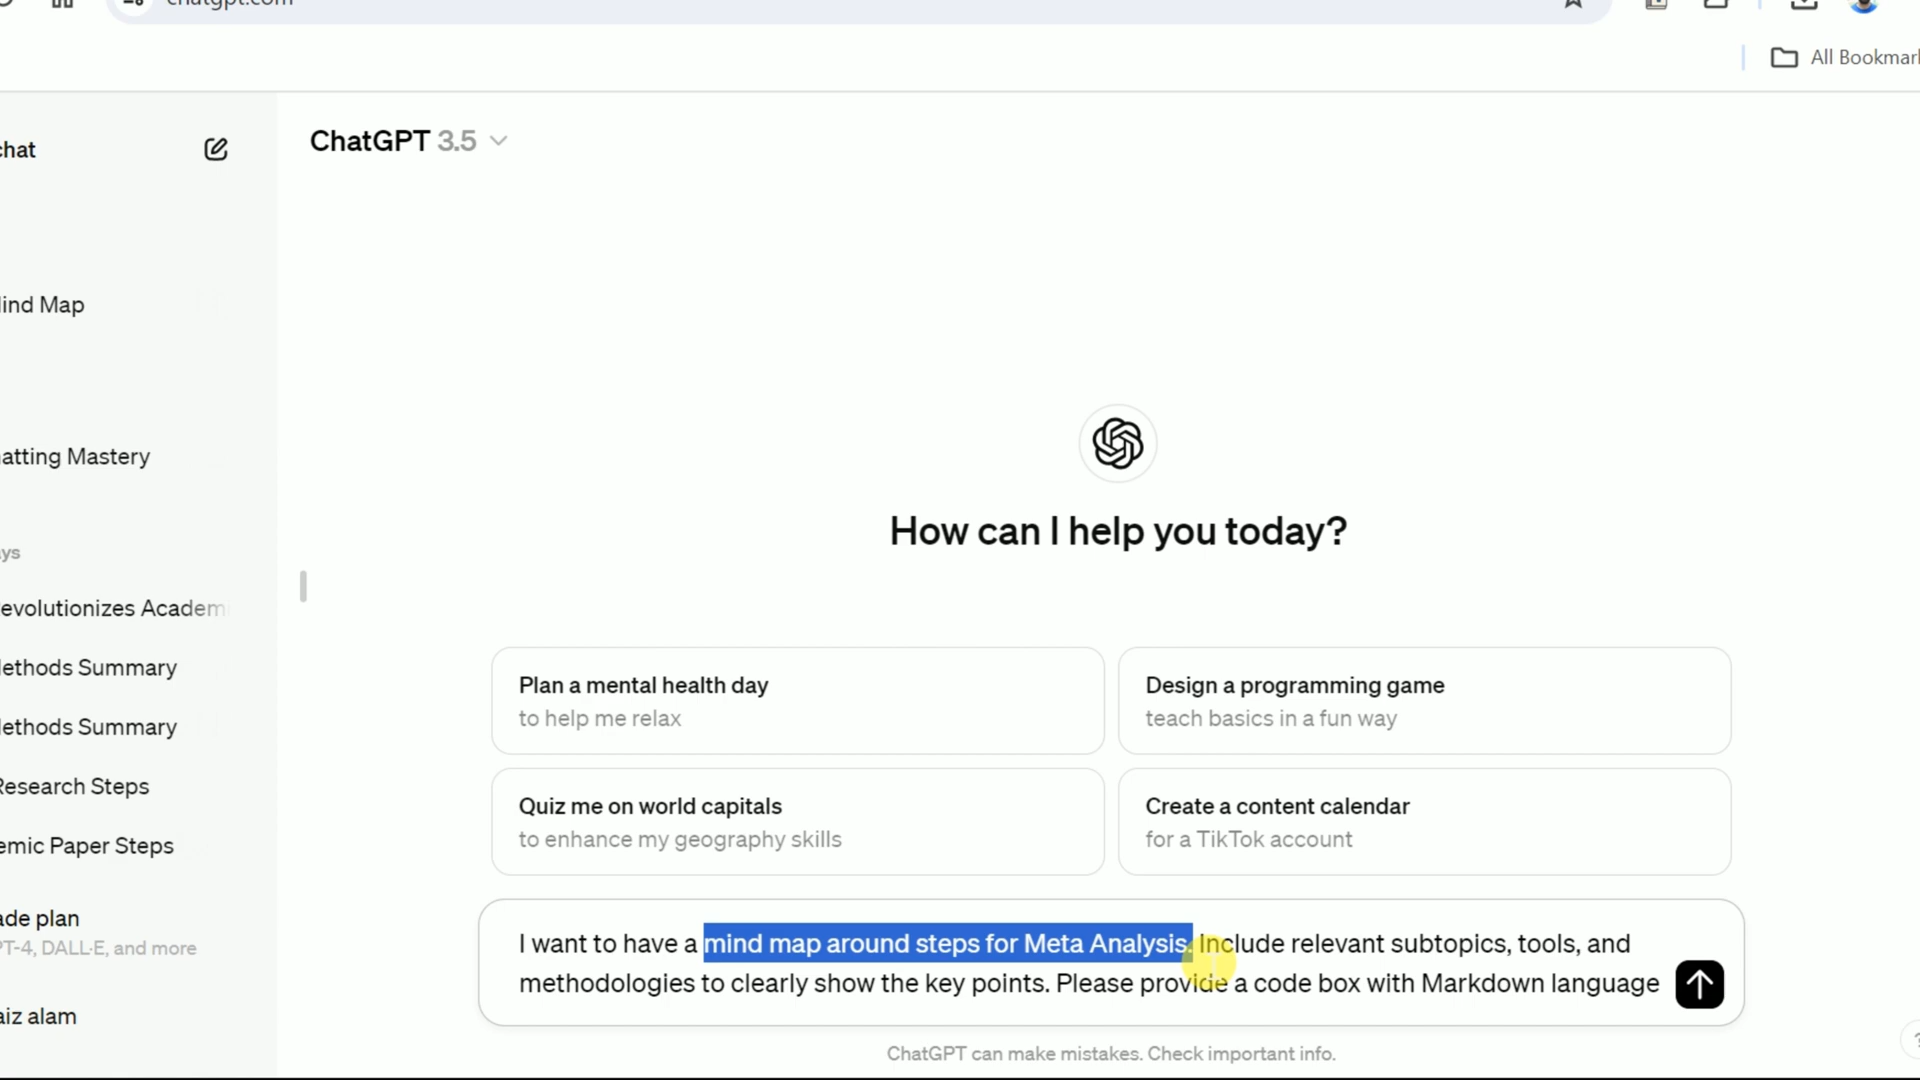 chatgpt.com
All Bookmar
chat
ChatGPT 3.5
ind Map
atting Mastery
ys
evolutionizes Academ
ethods Summary
ethods Summary
Research Steps
emic Paper Steps
ade plan
PT-4, DALL·E, and more
aiz alam
How can I help you today?
Plan a mental health day
to help me relax
Design a programming game
teach basics in a fun way
Quiz me on world capitals
to enhance my geography skills
Create a content calendar
for a TikTok account
I want to have a mind map around steps for Meta Analysis. Include relevant subtopics, tools, and
methodologies to clearly show the key points. Please provide a code box with Markdown language
ChatGPT can make mistakes. Check important info.
?